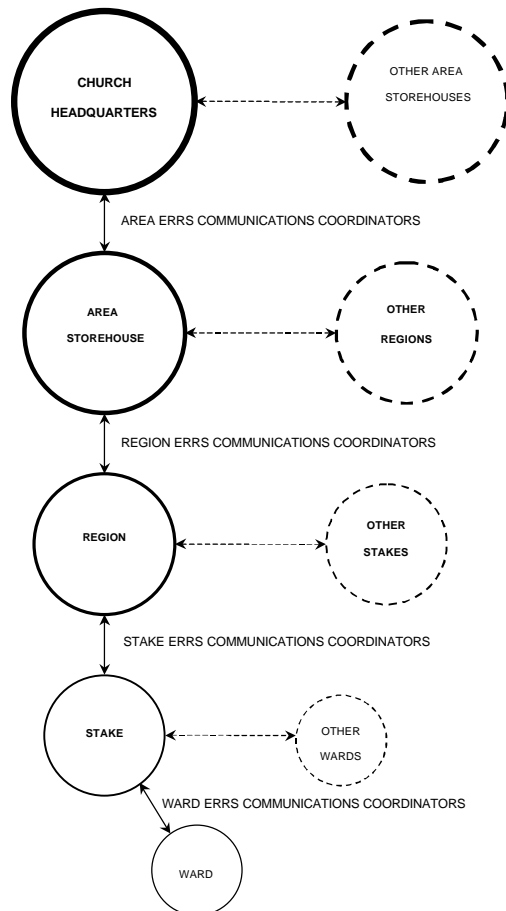 CHURCH
HEADQUARTERS
OTHER AREA
STOREHOUSES
AREA ERRS COMMUNICATIONS COORDINATORS
AREA
STOREHOUSE
OTHER
REGIONS
REGION ERRS COMMUNICATIONS COORDINATORS
REGION
OTHER
STAKES
STAKE ERRS COMMUNICATIONS COORDINATORS
STAKE
OTHER
WARDS
WARD ERRS COMMUNICATIONS COORDINATORS
WARD